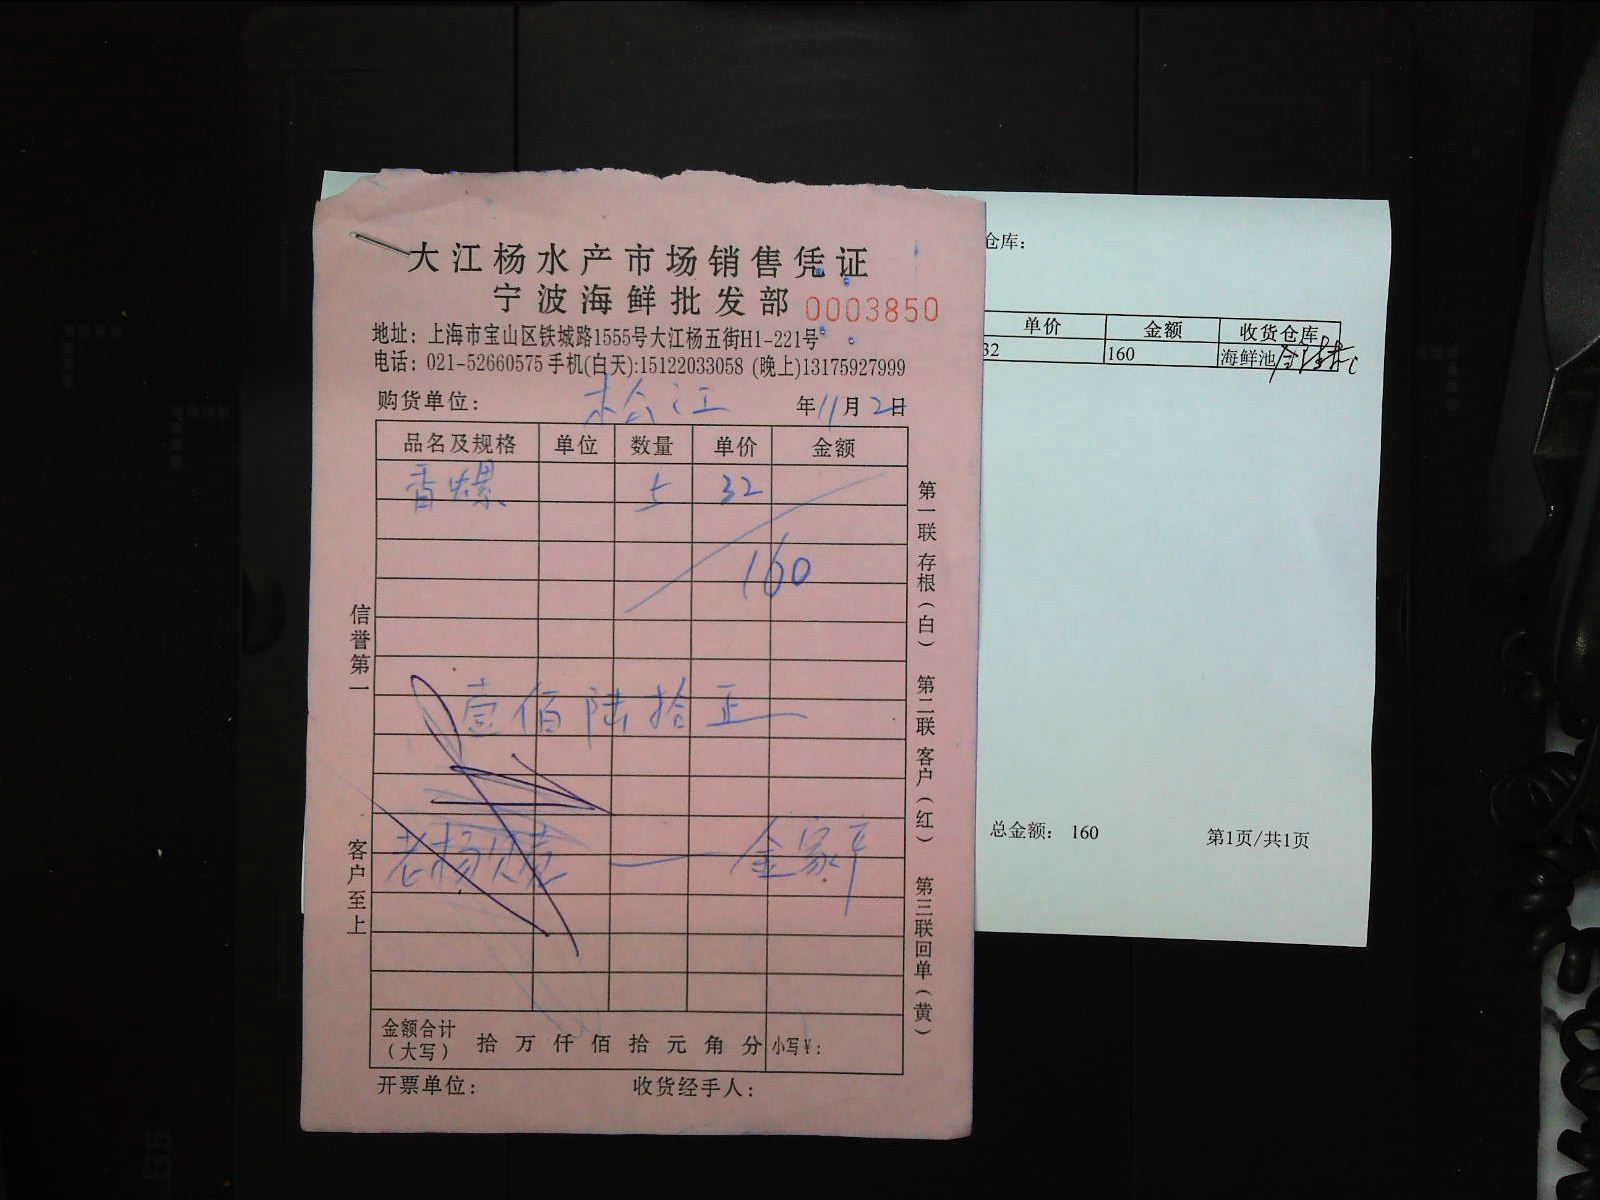 大江杨水产市场销售凭证
宁波海鲜批发部 0003850
地址：上海市宝山区铁城路1555号大江杨五街H1-221号
电话：021-52660575 手机(白天):15122033058 (晚上)13175927999
购货单位：松江 年11月2日
品名及规格 单位 数量 单价 金额
香螺 5 32
160
壹佰陆拾正
金家平
金额合计（大写） 拾 万 仟 佰 拾 元 角 分 小写￥：
开票单位： 收货经手人：
信誉第一
客户至上
第一联 存根（白） 第二联 客户（红） 第三联回单（黄）
仓库：
单价 金额 收货仓库
32 160 海鲜池
总金额： 160 第1页/共1页